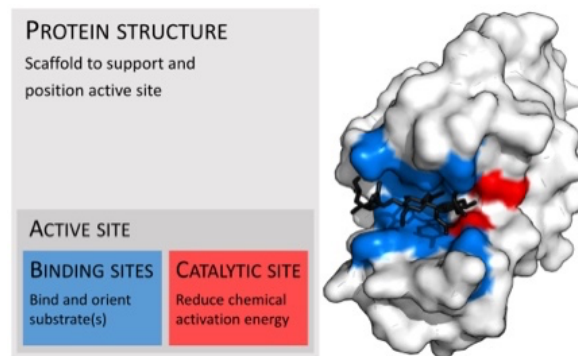 PROTEIN STRUCTURE
Scaffold to support and
position active site
ACTIVE SITE
BINDING SITES
Bind and orient
substrate(s)
CATALYTIC SITE
Reduce chemical
activation energy